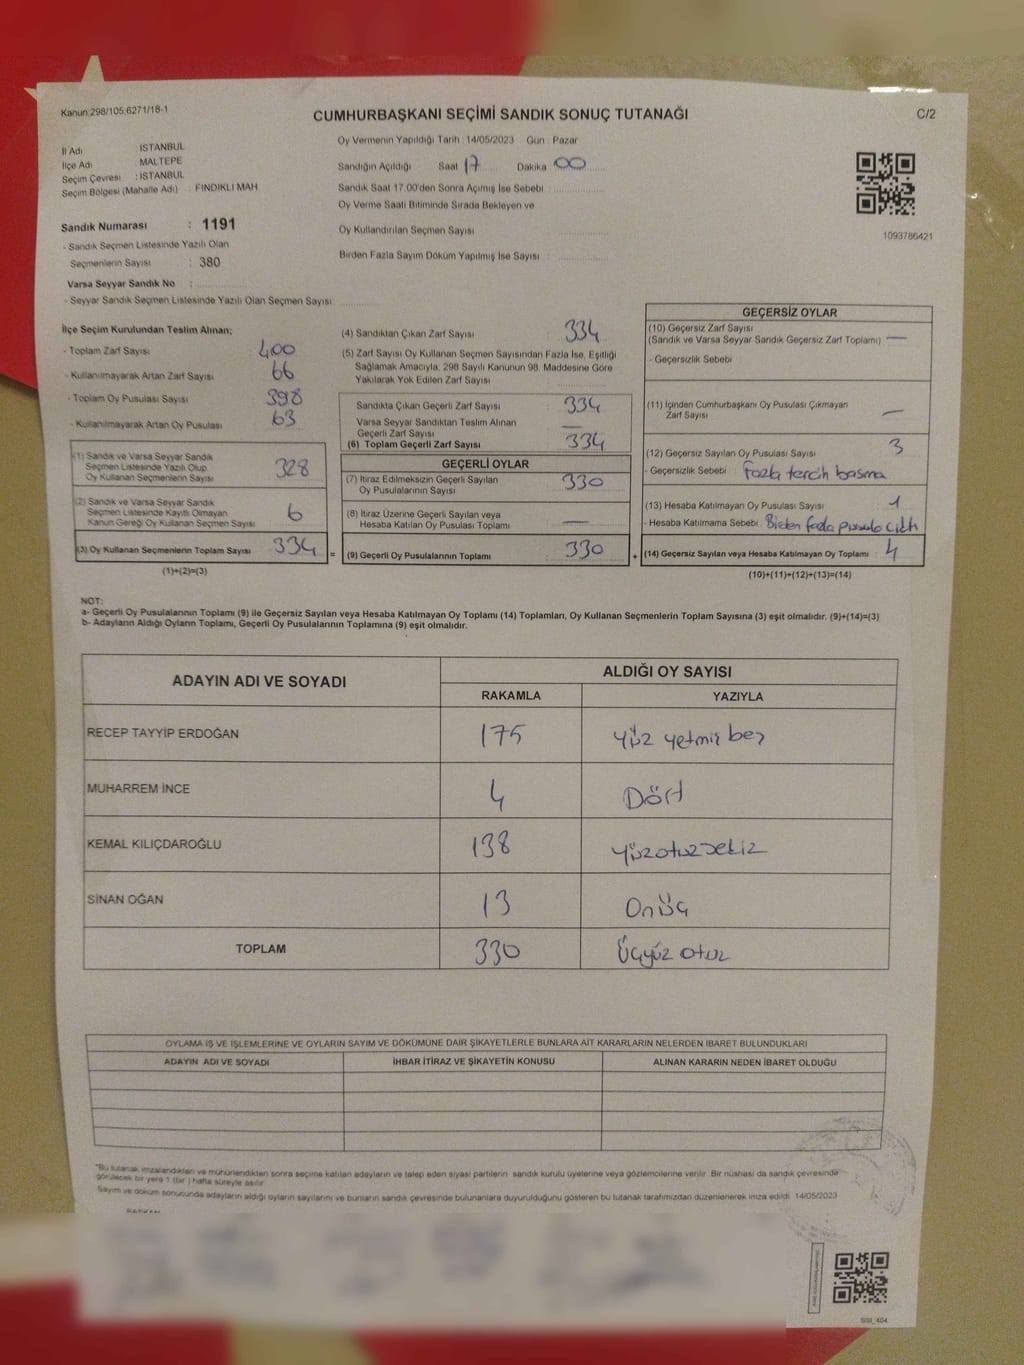 Kanun:298/105,6271/18-1
CUMHURBAŞKANI SEÇİMİ SANDIK SONUÇ TUTANAĞI
C/2
Oy Vermenin Yapıldığı Tarih : 14/05/2023 Gün : Pazar
İl Adı : İSTANBUL
İlçe Adı MALTEPE
Seçim Çevresi : İSTANBUL
Seçim Bölgesi (Mahalle Adı) : FINDIKLI MAH
Sandığın Açıldığı Saat 17 Dakika 00
Sandık Saat 17.00'den Sonra Açılmış İse Sebebi :
Oy Verme Saati Bitiminde Sırada Bekleyen ve
Oy Kullandırılan Seçmen Sayısı
Birden Fazla Sayım Döküm Yapılmış İse Sayısı :
1093786421
Sandık Numarası : 1191
- Sandık Seçmen Listesinde Yazılı Olan
Seçmenlerin Sayısı : 380
Varsa Seyyar Sandık No :
- Seyyar Sandık Seçmen Listesinde Yazılı Olan Seçmen Sayısı
İlçe Seçim Kurulundan Teslim Alınan;
- Toplam Zarf Sayısı 400
- Kullanılmayarak Artan Zarf Sayısı 66
- Toplam Oy Pusulası Sayısı 398
- Kullanılmayarak Artan Oy Pusulası 63
(1) Sandık ve Varsa Seyyar Sandık
Seçmen Listesinde Yazılı Olup
Oy Kullanan Seçmenlerin Sayısı 328
(2) Sandık ve Varsa Seyyar Sandık
Seçmen Listesinde Kayıtlı Olmayan
Kanun Gereği Oy Kullanan Seçmen Sayısı 6
(3) Oy Kullanan Seçmenlerin Toplam Sayısı 334 =
(1)+(2)=(3)
(4) Sandıktan Çıkan Zarf Sayısı : 334
(5) Zarf Sayısı Oy Kullanan Seçmen Sayısından Fazla İse, Eşitliği
Sağlamak Amacıyla, 298 Sayılı Kanunun 98. Maddesine Göre
Yakılarak Yok Edilen Zarf Sayısı :
Sandıkta Çıkan Geçerli Zarf Sayısı : 334
Varsa Seyyar Sandıktan Teslim Alınan
Geçerli Zarf Sayısı : —
(6) Toplam Geçerli Zarf Sayısı : 334
GEÇERLİ OYLAR
(7) İtiraz Edilmeksizin Geçerli Sayılan
Oy Pusulalarının Sayısı : 330
(8) İtiraz Üzerine Geçerli Sayılan veya
Hesaba Katılan Oy Pusulası Toplamı : —
(9) Geçerli Oy Pusulalarının Toplamı : 330 +
GEÇERSİZ OYLAR
(10) Geçersiz Zarf Sayısı
(Sandık ve Varsa Seyyar Sandık Geçersiz Zarf Toplamı) : —
- Geçersizlik Sebebi
(11) İçinden Cumhurbaşkanı Oy Pusulası Çıkmayan
Zarf Sayısı : —
(12) Geçersiz Sayılan Oy Pusulası Sayısı : 3
- Geçersizlik Sebebi : Fazla tercih basma
(13) Hesaba Katılmayan Oy Pusulası Sayısı : 1
- Hesaba Katılmama Sebebi : Birden fazla pusula çıktı
(14) Geçersiz Sayılan veya Hesaba Katılmayan Oy Toplamı : 4
(10)+(11)+(12)+(13)=(14)
NOT:
a- Geçerli Oy Pusulalarının Toplamı (9) ile Geçersiz Sayılan veya Hesaba Katılmayan Oy Toplamı (14) Toplamları, Oy Kullanan Seçmenlerin Toplam Sayısına (3) eşit olmalıdır. (9)+(14)=(3)
b- Adayların Aldığı Oyların Toplamı, Geçerli Oy Pusulalarının Toplamına (9) eşit olmalıdır.
ADAYIN ADI VE SOYADI ALDIĞI OY SAYISI
RAKAMLA YAZIYLA
RECEP TAYYİP ERDOĞAN 175 yüz yetmiş beş
MUHARREM İNCE 4 Dört
KEMAL KILIÇDAROĞLU 138 yüzotuzsekiz
SİNAN OĞAN 13 Onüç
TOPLAM 330 üçyüz otuz
OYLAMA İŞ VE İŞLEMLERİNE VE OYLARIN SAYIM VE DÖKÜMÜNE DAİR ŞİKAYETLERLE BUNLARA AİT KARARLARIN NELERDEN İBARET BULUNDUKLARI
ADAYIN ADI VE SOYADI İHBAR İTİRAZ VE ŞİKAYETİN KONUSU ALINAN KARARIN NEDEN İBARET OLDUĞU
"Bu tutanak imzalandıktan ve mühürlendikten sonra seçime katılan adayların ve talep eden siyasi partilerin sandık kurulu üyelerine veya gözlemcilerine verilir. Bir nüshası da sandık çevresinde
görülecek bir yere 1 (bir ) hafta süreyle asılır.
Sayım ve döküm sonucunda adayların aldığı oyların sayılarını ve bunların sandık çevresinde bulunanlara duyurulduğunu gösteren bu tutanak tarafımızdan düzenlenerek imza edildi. 14/05/2023